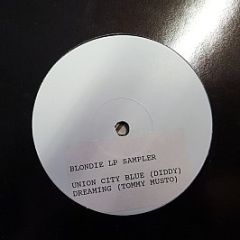 BLONDIE LP SAMPLER
UNION CITY BLUE (DIDDY)
DREAMING (TOMMY MUSTO)